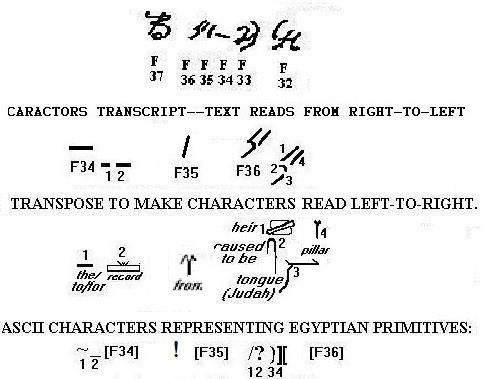 F F F F F F
37 36 35 34 33 32
CARACTORS TRANSCRIPT--TEXT READS FROM RIGHT-TO-LEFT
F34 1 2 F35 F36 1 2 3 4
TRANSPOSE TO MAKE CHARACTERS READ LEFT-TO-RIGHT.
heir 1 4
1 2 caused 2 pillar
the/ record from. to be
to/for tongue 3
(Judah)
ASCII CHARACTERS REPRESENTING EGYPTIAN PRIMITIVES:
~ _ [F34] ! [F35] /? )][ [F36]
1 2 12 34